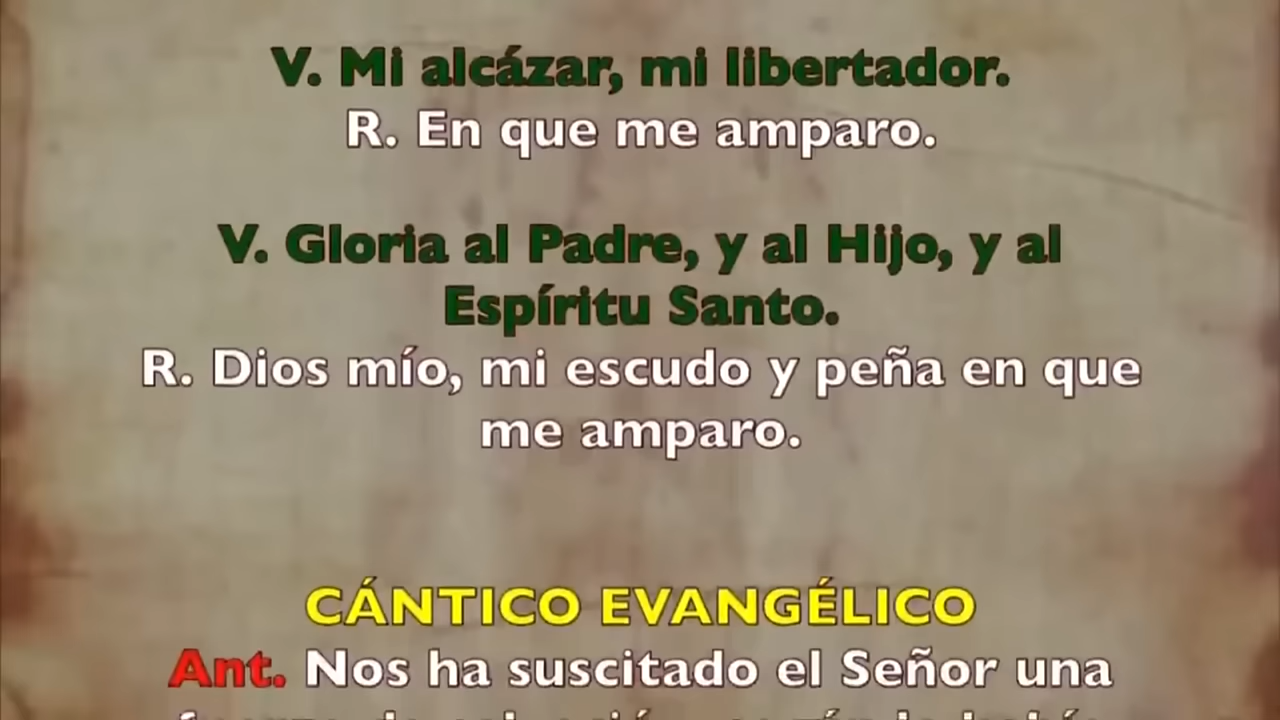 V. Mi alcázar, mi libertador.
R. En que me amparo.
V. Gloria al Padre, y al Hijo, y al
Espíritu Santo.
R. Dios mío, mi escudo y peña en que
me amparo.
CÁNTICO EVANGÉLICO
Ant. Nos ha suscitado el Señor una